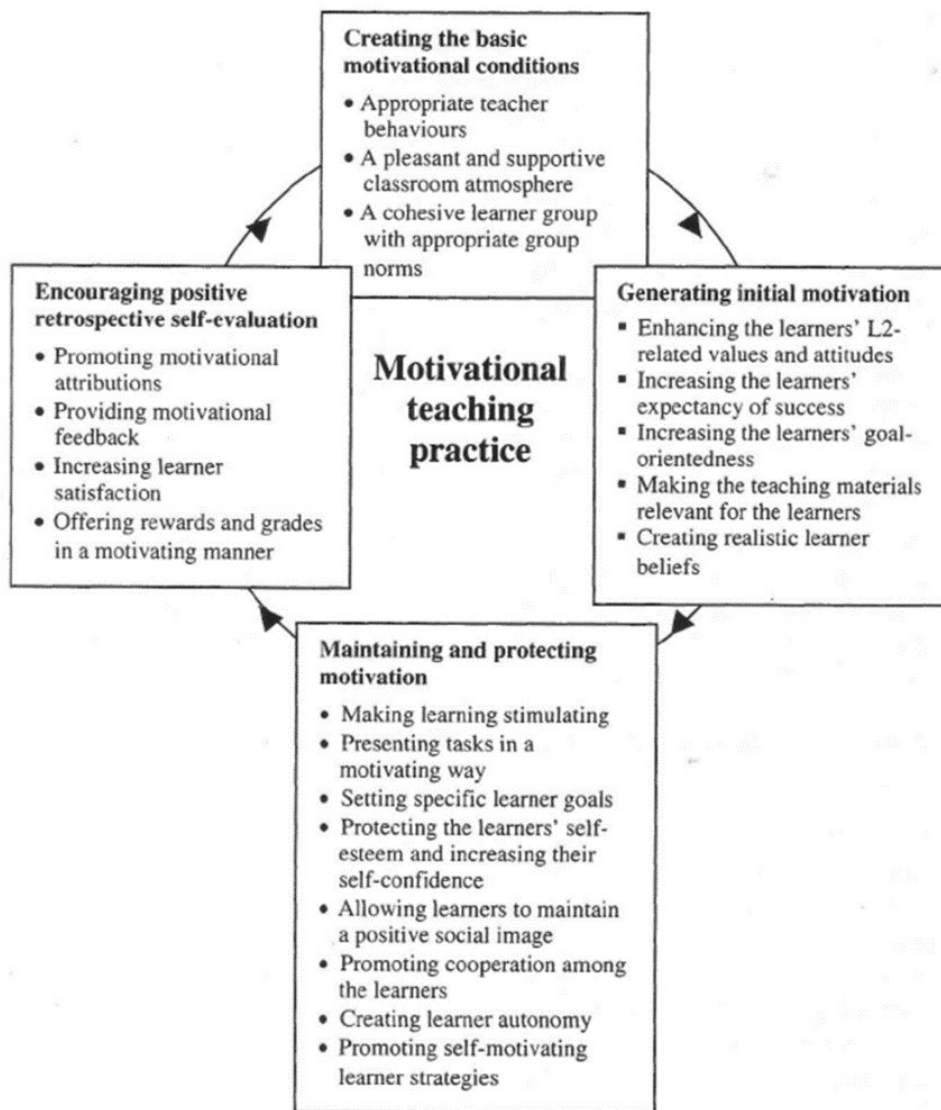 Creating the basic
motivational conditions
• Appropriate teacher
behaviours
• A pleasant and supportive
classroom atmosphere
• A cohesive learner group
with appropriate group
norms
Encouraging positive
retrospective self-evaluation
• Promoting motivational
attributions
• Providing motivational
feedback
• Increasing learner
satisfaction
• Offering rewards and grades
in a motivating manner
Motivational
teaching
practice
Generating initial motivation
▪ Enhancing the learners’ L2-
related values and attitudes
▪ Increasing the learners’
expectancy of success
▪ Increasing the learners’ goal-
orientedness
▪ Making the teaching materials
relevant for the learners
▪ Creating realistic learner
beliefs
Maintaining and protecting
motivation
• Making learning stimulating
• Presenting tasks in a
motivating way
• Setting specific learner goals
• Protecting the learners’ self-
esteem and increasing their
self-confidence
• Allowing learners to maintain
a positive social image
• Promoting cooperation among
the learners
• Creating learner autonomy
• Promoting self-motivating
learner strategies